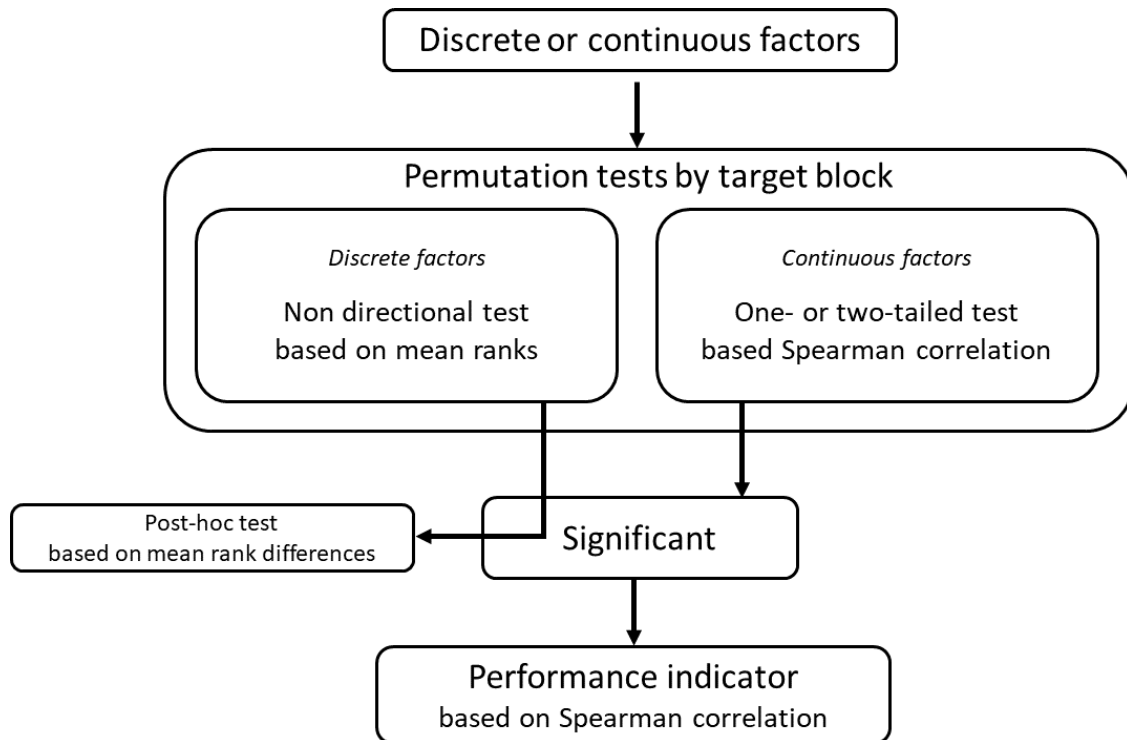 Discrete or continuous factors
Permutation tests by target block
Discrete factors
Non directional test
based on mean ranks
Continuous factors
One- or two-tailed test
based Spearman correlation
Post-hoc test
based on mean rank differences
Significant
Performance indicator
based on Spearman correlation